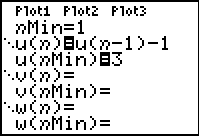 Plot1 Plot2 Plot3
nMin=1
\u(n)=u(n-1)-1
u(nMin)=3
\v(n)=
v(nMin)=
\w(n)=
w(nMin)=